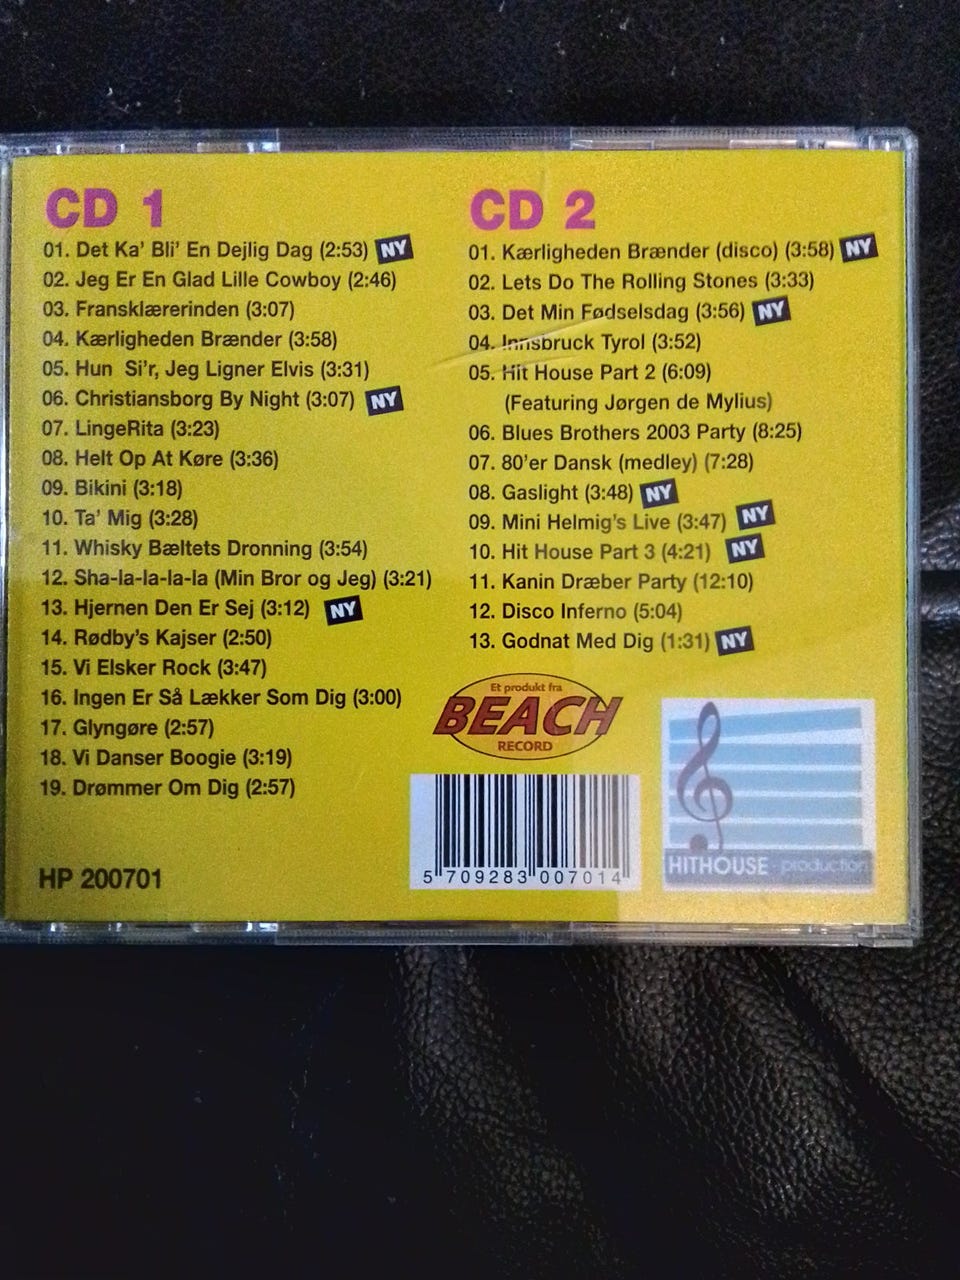 CD 1
01. Det Ka' Bli' En Dejlig Dag (2:53) NY
02. Jeg Er En Glad Lille Cowboy (2:46)
03. Fransklærerinden (3:07)
04. Kærligheden Brænder (3:58)
05. Hun  Si'r, Jeg Ligner Elvis (3:31)
06. Christiansborg By Night (3:07) NY
07. LingeRita (3:23)
08. Helt Op At Køre (3:36)
09. Bikini (3:18)
10. Ta' Mig (3:28)
11. Whisky Bæltets Dronning (3:54)
12. Sha-la-la-la-la (Min Bror og Jeg) (3:21)
13. Hjernen Den Er Sej (3:12) NY
14. Rødby's Kajser (2:50)
15. Vi Elsker Rock (3:47)
16. Ingen Er Så Lækker Som Dig (3:00)
17. Glyngøre (2:57)
18. Vi Danser Boogie (3:19)
19. Drømmer Om Dig (2:57)
HP 200701
CD 2
01. Kærligheden Brænder (disco) (3:58) NY
02. Lets Do The Rolling Stones (3:33)
03. Det Min Fødselsdag (3:56) NY
04. Innsbruck Tyrol (3:52)
05. Hit House Part 2 (6:09)
(Featuring Jørgen de Mylius)
06. Blues Brothers 2003 Party (8:25)
07. 80'er Dansk (medley) (7:28)
08. Gaslight (3:48) NY
09. Mini Helmig's Live (3:47) NY
10. Hit House Part 3 (4:21) NY
11. Kanin Dræber Party (12:10)
12. Disco Inferno (5:04)
13. Godnat Med Dig (1:31) NY
Et produkt fra
BEACH
RECORD
5 709283 007014
HITHOUSE - production